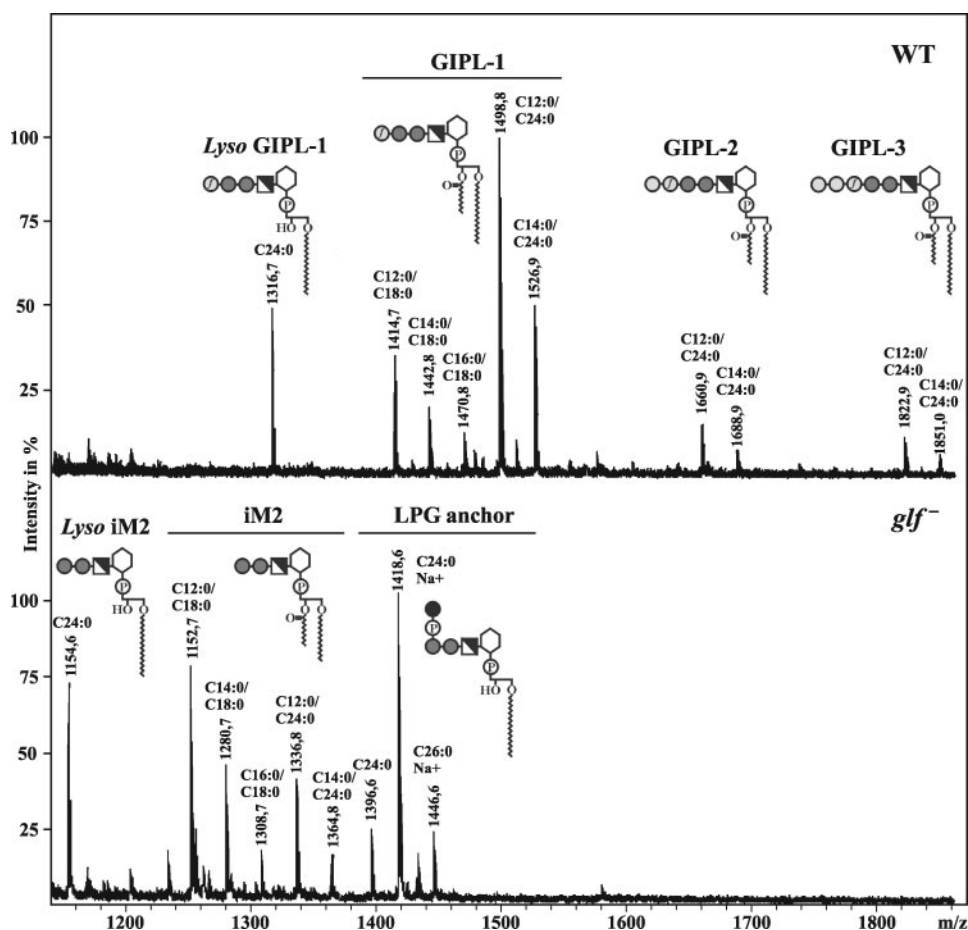 WT
GIPL-1
Lyso GIPL-1
GIPL-2
GIPL-3
C24:0
1316,7
C12:0/
C18:0
1414,7
C14:0/
C18:0
1442,8
C16:0/
C18:0
1470,8
C12:0/
C24:0
1498,8
C14:0/
C24:0
1526,9
C12:0/
C24:0
1660,9
C14:0/
C24:0
1688,9
C12:0/
C24:0
1822,9
C14:0/
C24:0
1851,0
f
P
HO
O
f
P
O
O
O
f
P
O
O
O
f
P
O
O
O
100
75
50
25
Intensity in %
glf⁻
Lyso iM2
iM2
LPG anchor
C24:0
1154,6
C12:0/
C18:0
1152,7
C14:0/
C18:0
1280,7
C16:0/
C18:0
1308,7
C12:0/
C24:0
1336,8
C14:0/
C24:0
1364,8
C24:0
1396,6
1418,6
C24:0
Na+
C26:0
Na+
1446,6
P
HO
O
P
O
O
O
P
P
HO
O
100
75
50
25
1200
1300
1400
1500
1600
1700
1800
m/z